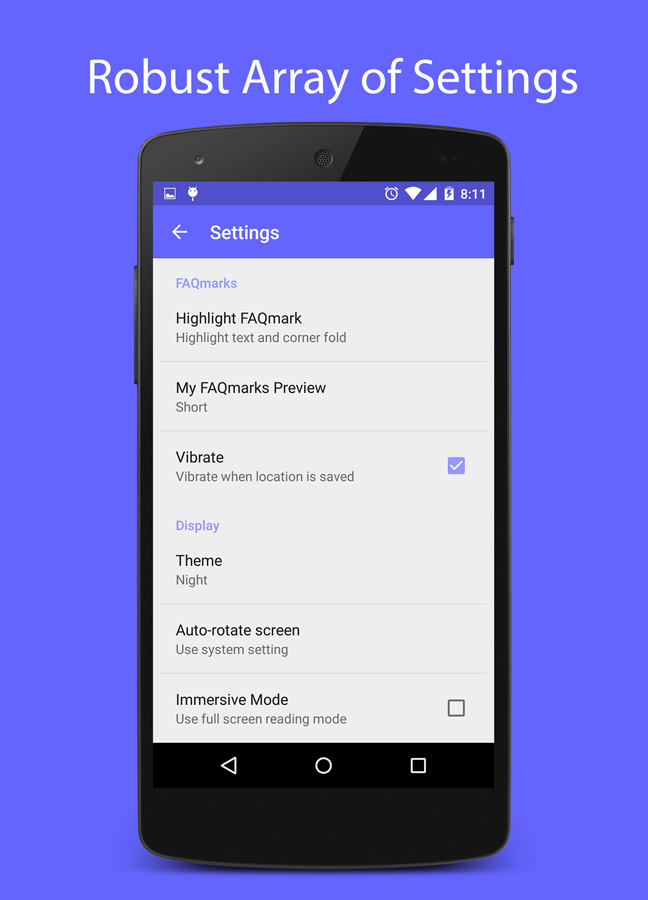 Robust Array of Settings
8:11
Settings
FAQmarks
Highlight FAQmark
Highlight text and corner fold
My FAQmarks Preview
Short
Vibrate
Vibrate when location is saved
Display
Theme
Night
Auto-rotate screen
Use system setting
Immersive Mode
Use full screen reading mode